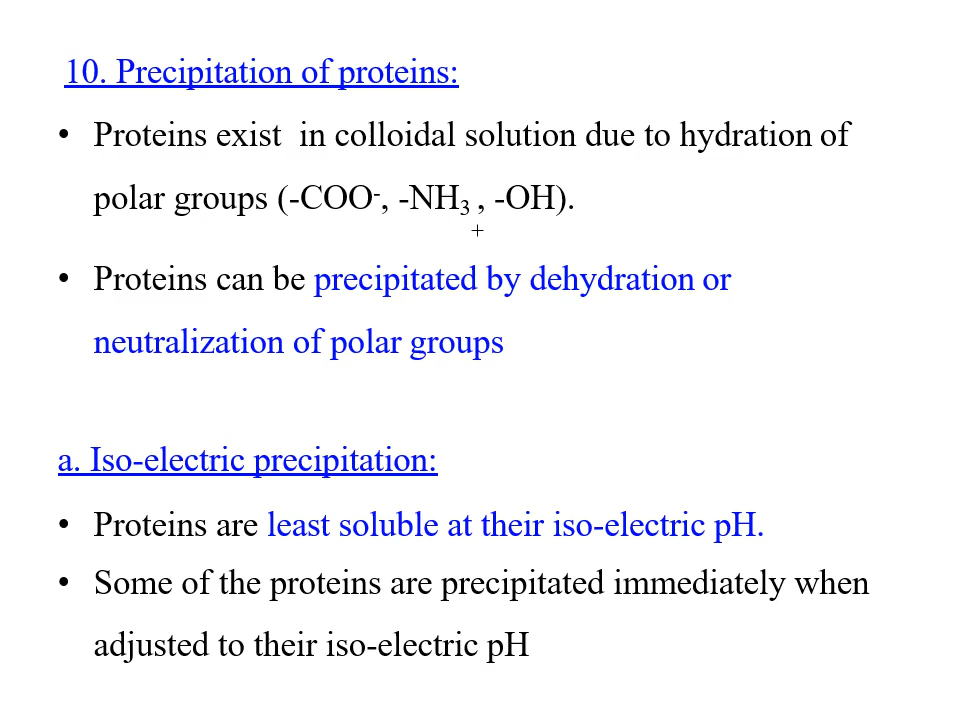 10. Precipitation of proteins:
• Proteins exist in colloidal solution due to hydration of
polar groups (-COO⁻, -NH₃ , -OH).
+
• Proteins can be precipitated by dehydration or
neutralization of polar groups
a. Iso-electric precipitation:
• Proteins are least soluble at their iso-electric pH.
• Some of the proteins are precipitated immediately when
adjusted to their iso-electric pH